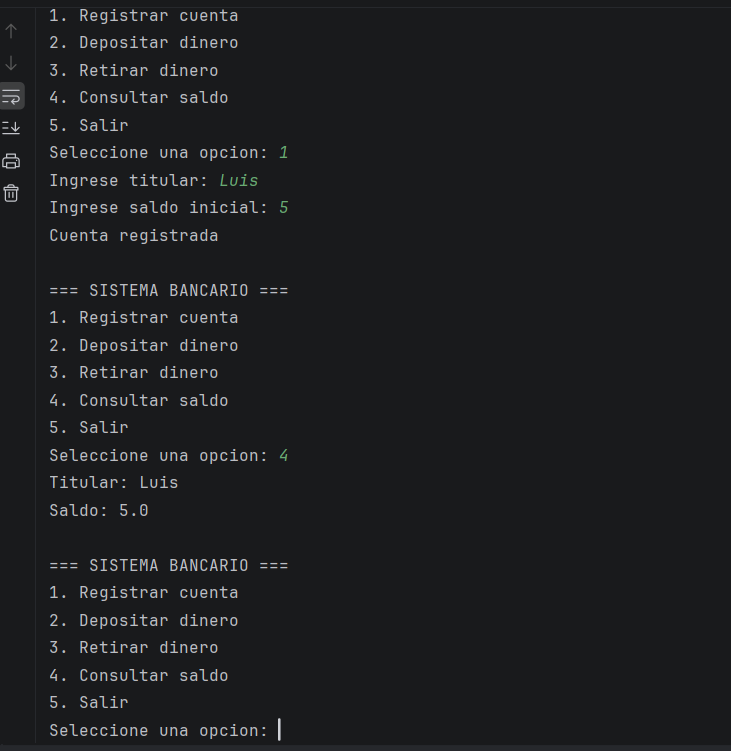 1. Registrar cuenta
2. Depositar dinero
3. Retirar dinero
4. Consultar saldo
5. Salir
Seleccione una opcion: 1
Ingrese titular: Luis
Ingrese saldo inicial: 5
Cuenta registrada
=== SISTEMA BANCARIO ===
1. Registrar cuenta
2. Depositar dinero
3. Retirar dinero
4. Consultar saldo
5. Salir
Seleccione una opcion: 4
Titular: Luis
Saldo: 5.0
=== SISTEMA BANCARIO ===
1. Registrar cuenta
2. Depositar dinero
3. Retirar dinero
4. Consultar saldo
5. Salir
Seleccione una opcion: